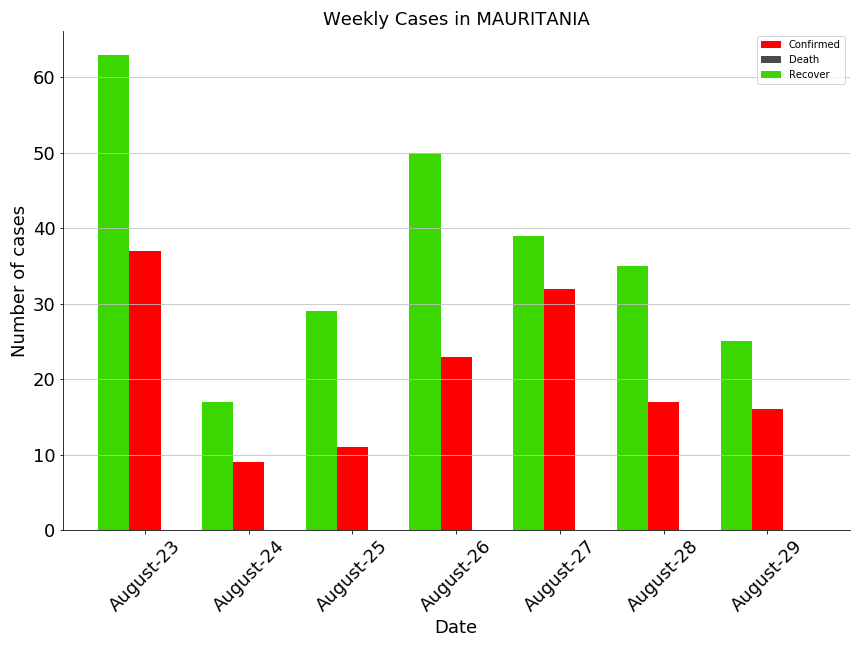 Weekly Cases in MAURITANIA
Confirmed
Death
Recover
Number of cases
60
50
40
30
20
10
0
August-23
August-24
August-25
August-26
August-27
August-28
August-29
Date